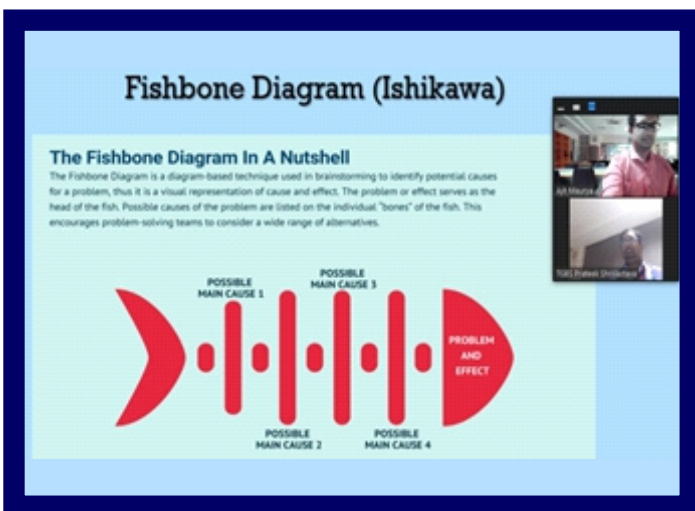 Fishbone Diagram (Ishikawa)
The Fishbone Diagram In A Nutshell
The Fishbone Diagram is a diagram-based technique used in brainstorming to identify potential causes
for a problem, thus it is a visual representation of cause and effect. The problem or effect serves as the
head of the fish. Possible causes of the problem are listed on the individual "bones" of the fish. This
encourages problem-solving teams to consider a wide range of alternatives.
POSSIBLE
MAIN CAUSE 1
POSSIBLE
MAIN CAUSE 3
PROBLEM
AND
EFFECT
POSSIBLE
MAIN CAUSE 2
POSSIBLE
MAIN CAUSE 4
Prateek